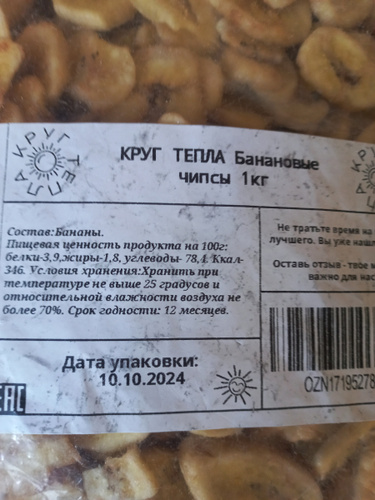 КРУГ ТЕПЛА
КРУГ ТЕПЛА Банановые
чипсы 1кг
Состав:Бананы.
Пищевая ценность продукта на 100г:
белки-3,9,жиры-1,8, углеводы- 78,4. Ккал-
346. Условия хранения:Хранить при
температуре не выше 25 градусов и
относительной влажности воздуха не
более 70%. Срок годности: 12 месяцев.
Дата упаковки:
10.10.2024
EAC
Не тратьте время на
лучшего. Вы уже нашл
Оставь отзыв - твое м
важно для нас
OZN17195278